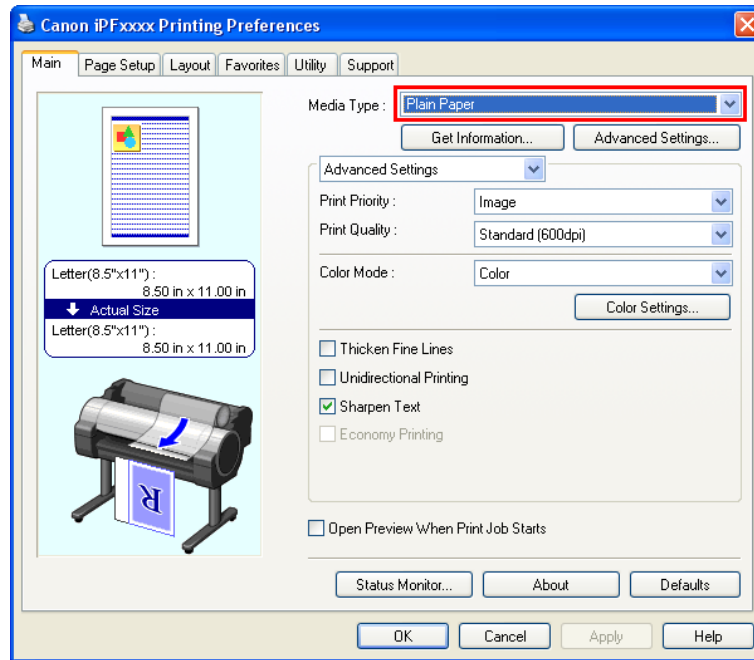 Canon iPFxxxx Printing Preferences
Main Page Setup Layout Favorites Utility Support
Media Type : Plain Paper
Get Information... Advanced Settings...
Advanced Settings
Print Priority : Image
Print Quality : Standard (600dpi)
Color Mode : Color
Color Settings...
Letter(8.5"x11") :
8.50 in x 11.00 in
Actual Size
Letter(8.5"x11") :
8.50 in x 11.00 in
R
Thicken Fine Lines
Unidirectional Printing
Sharpen Text
Economy Printing
Open Preview When Print Job Starts
Status Monitor... About Defaults
OK Cancel Apply Help